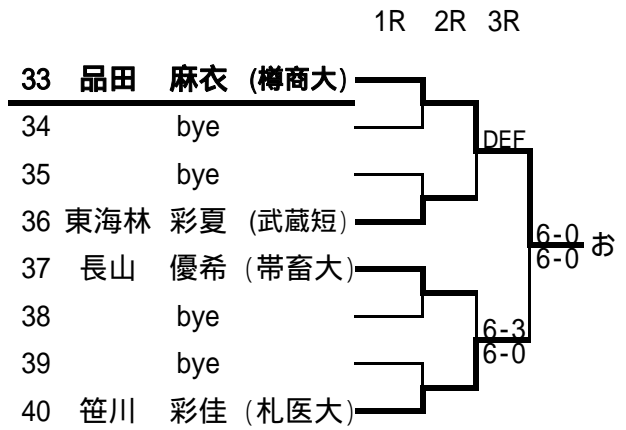 1R 2R 3R
33 品田 麻衣 (樽商大)
34 bye
DEF
35 bye
36 東海林 彩夏 (武蔵短)
6-0
6-0
お
37 長山 優希 (帯畜大)
38 bye
6-3
6-0
39 bye
40 笹川 彩佳 (札医大)